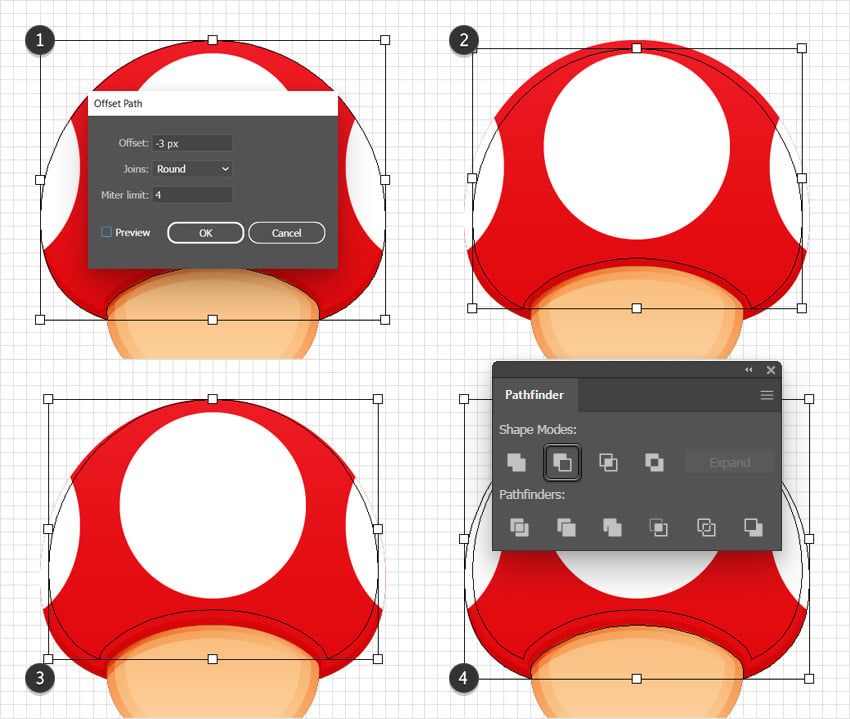 1
Offset Path
Offset: -3 px
Joins: Round
Miter limit: 4
Preview OK Cancel
2
3
4
Pathfinder
Shape Modes:
Expand
Pathfinders: